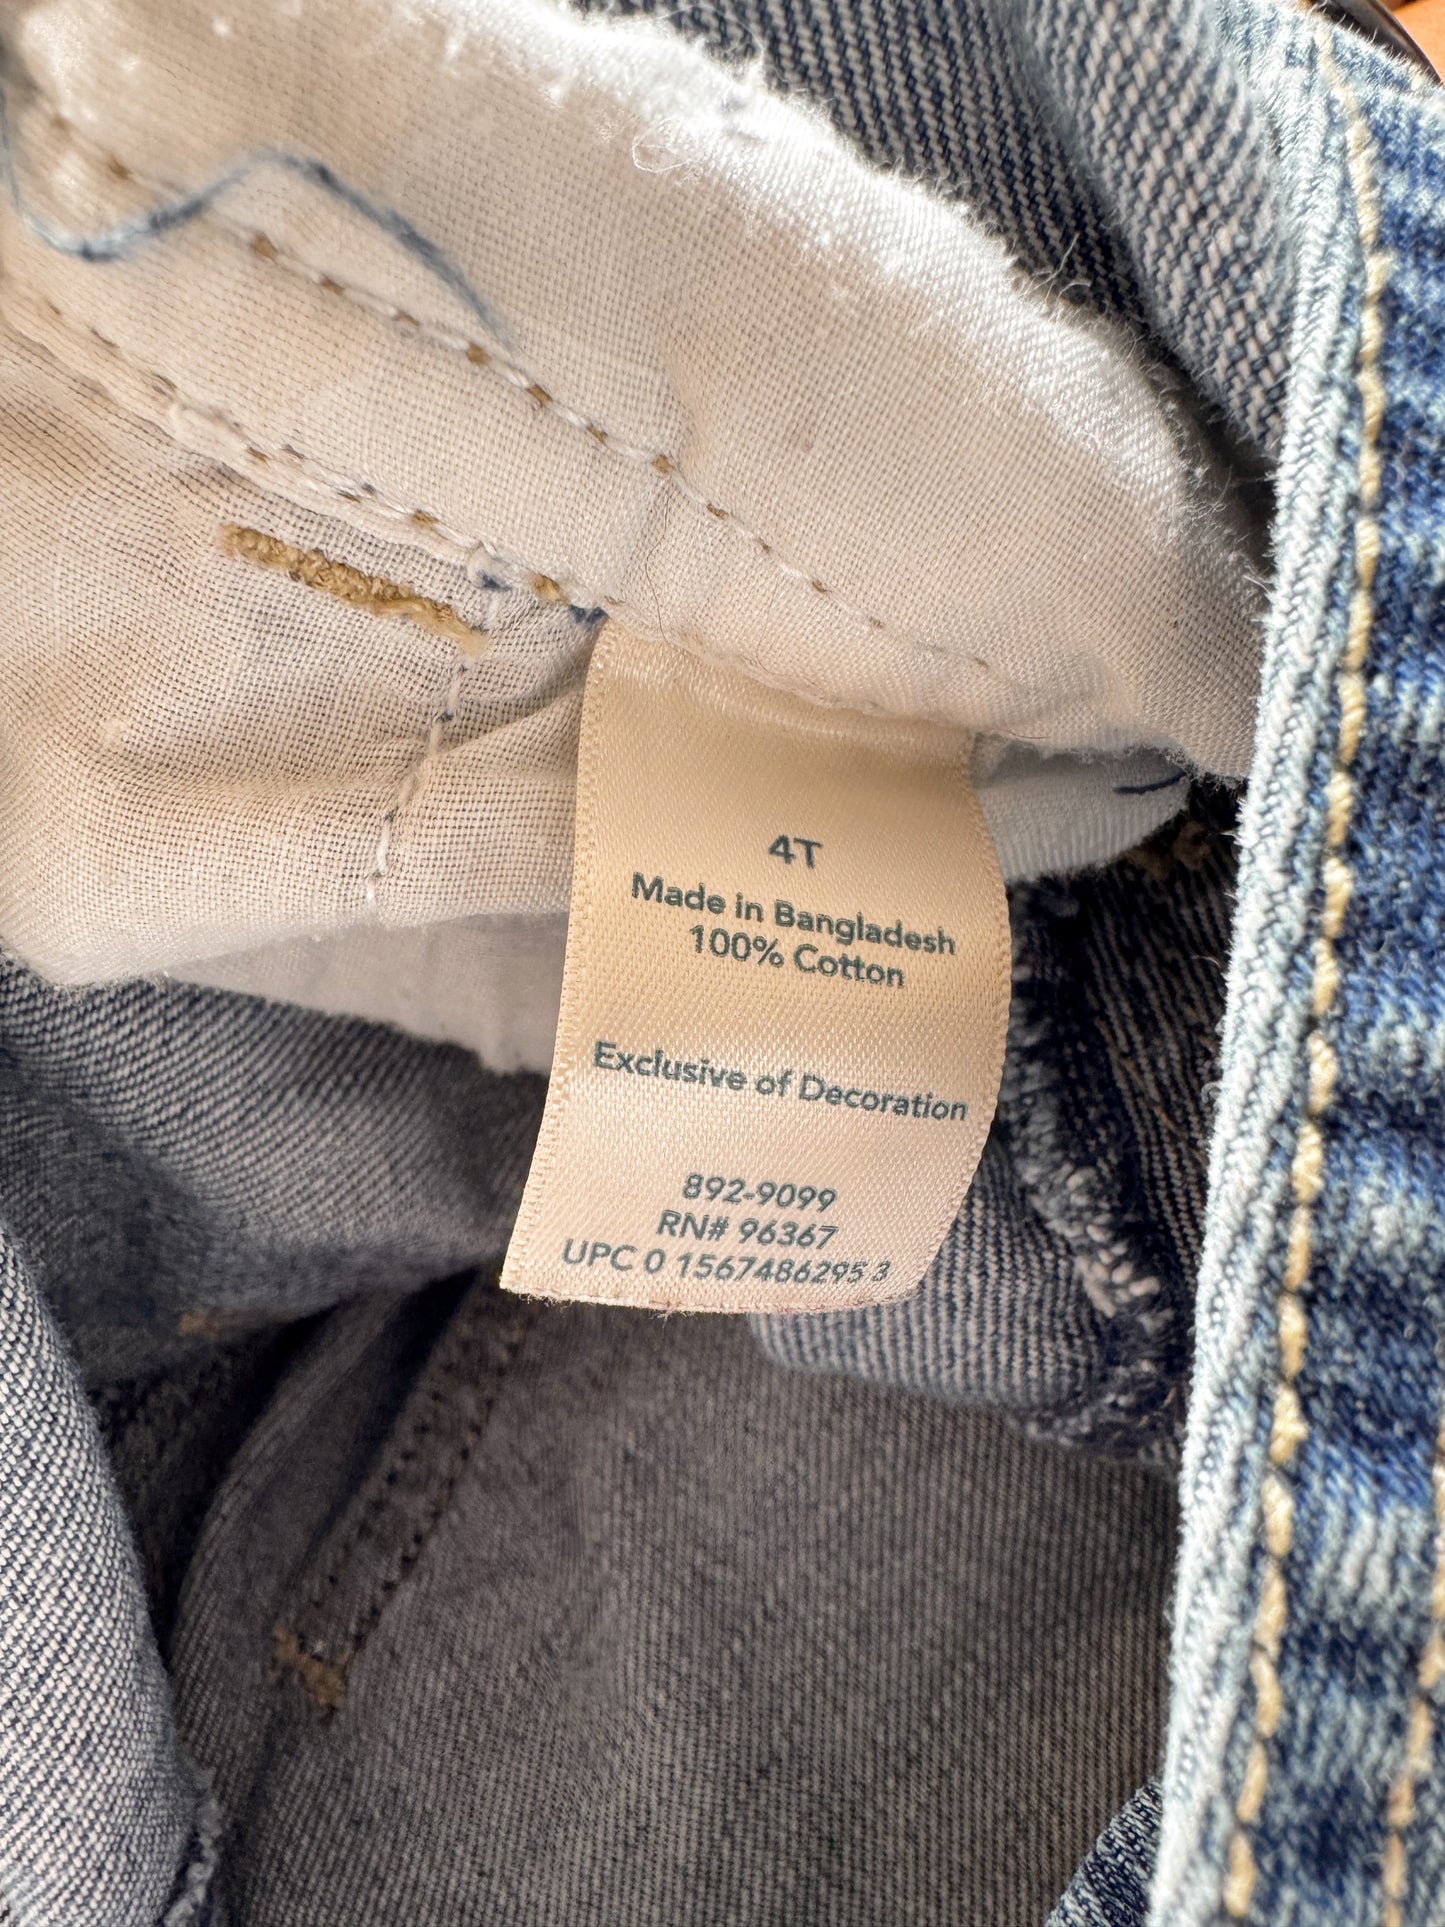 4T
Made in Bangladesh
100% Cotton
Exclusive of Decoration
892-9099
RN# 96367
UPC 0 1567486295 3